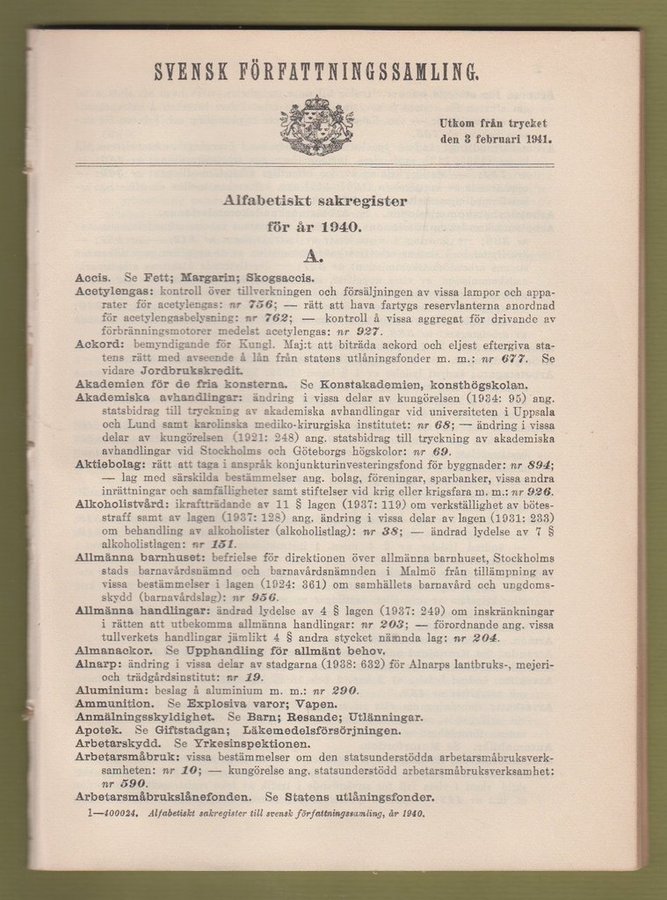 SVENSK FÖRFATTNINGSSAMLING.
Utkom från trycket
den 3 februari 1941.
Alfabetiskt sakregister
för år 1940.
A.
Accis. Se Fett; Margarin; Skogsaccis.
Acetylengas: kontroll över tillverkningen och försäljningen av vissa lampor och appa-
rater för acetylengas: nr 756; — rätt att hava fartygs reservlanterna anordnad
för acetylengasbelysning: nr 762; — kontroll å vissa aggregat för drivande av
förbränningsmotorer medelst acetylengas: nr 927.
Ackord: bemyndigande för Kungl. Maj:t att biträda ackord och eljest eftergiva sta-
tens rätt med avseende å lån från statens utlåningsfonder m. m.: nr 677. Se
vidare Jordbrukskredit.
Akademien för de fria konsterna. Se Konstakademien, konsthögskolan.
Akademiska avhandlingar: ändring i vissa delar av kungörelsen (1934: 95) ang.
statsbidrag till tryckning av akademiska avhandlingar vid universiteten i Uppsala
och Lund samt karolinska mediko-kirurgiska institutet: nr 68; — ändring i vissa
delar av kungörelsen (1921: 248) ang. statsbidrag till tryckning av akademiska
avhandlingar vid Stockholms och Göteborgs högskolor: nr 69.
Aktiebolag: rätt att taga i anspråk konjunkturinvesteringsfond för byggnader: nr 894;
— lag med särskilda bestämmelser ang. bolag, föreningar, sparbanker, vissa andra
inrättningar och samfälligheter samt stiftelser vid krig eller krigsfara m. m.: nr 926.
Alkoholistvård: ikraftträdande av 11 § lagen (1937: 119) om verkställighet av bötes-
straff samt av lagen (1937: 128) ang. ändring i vissa delar av lagen (1931: 233)
om behandling av alkoholister (alkoholistlag): nr 38; — ändrad lydelse av 7 §
alkoholistlagen: nr 151.
Allmänna barnhuset: befrielse för direktionen över allmänna barnhuset, Stockholms
stads barnavårdsnämnd och barnavårdsnämnden i Malmö från tillämpning av
vissa bestämmelser i lagen (1924: 361) om samhällets barnavård och ungdoms-
skydd (barnavårdslag): nr 956.
Allmänna handlingar: ändrad lydelse av 4 § lagen (1937: 249) om inskränkningar
i rätten att utbekomma allmänna handlingar: nr 203; — förordnande ang. vissa
tullverkets handlingar jämlikt 4 § andra stycket nämnda lag: nr 204.
Almanackor. Se Upphandling för allmänt behov.
Alnarp: ändring i vissa delar av stadgarna (1938: 632) för Alnarps lantbruks-, mejeri-
och trädgårdsinstitut: nr 19.
Aluminium: beslag å aluminium m. m.: nr 290.
Ammunition. Se Explosiva varor; Vapen.
Anmälningsskyldighet. Se Barn; Resande; Utlänningar.
Apotek. Se Giftstadgan; Läkemedelsförsörjningen.
Arbetarskydd. Se Yrkesinspektionen.
Arbetarsmåbruk: vissa bestämmelser om den statsunderstödda arbetarsmåbruksverk-
samheten: nr 10; — kungörelse ang. statsunderstödd arbetarsmåbruksverksamhet:
nr 590.
Arbetarsmåbrukslånefonden. Se Statens utlåningsfonder.
1—400024. Alfabetiskt sakregister till svensk författningssamling, år 1940.